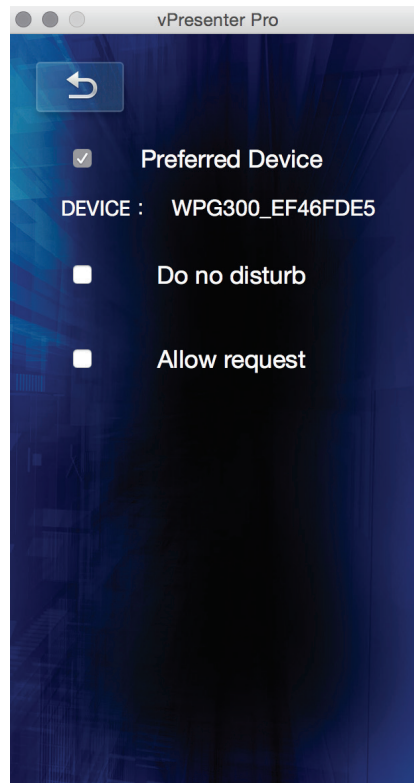 vPresenter Pro
Preferred Device
DEVICE : WPG300_EF46FDE5
Do no disturb
Allow request